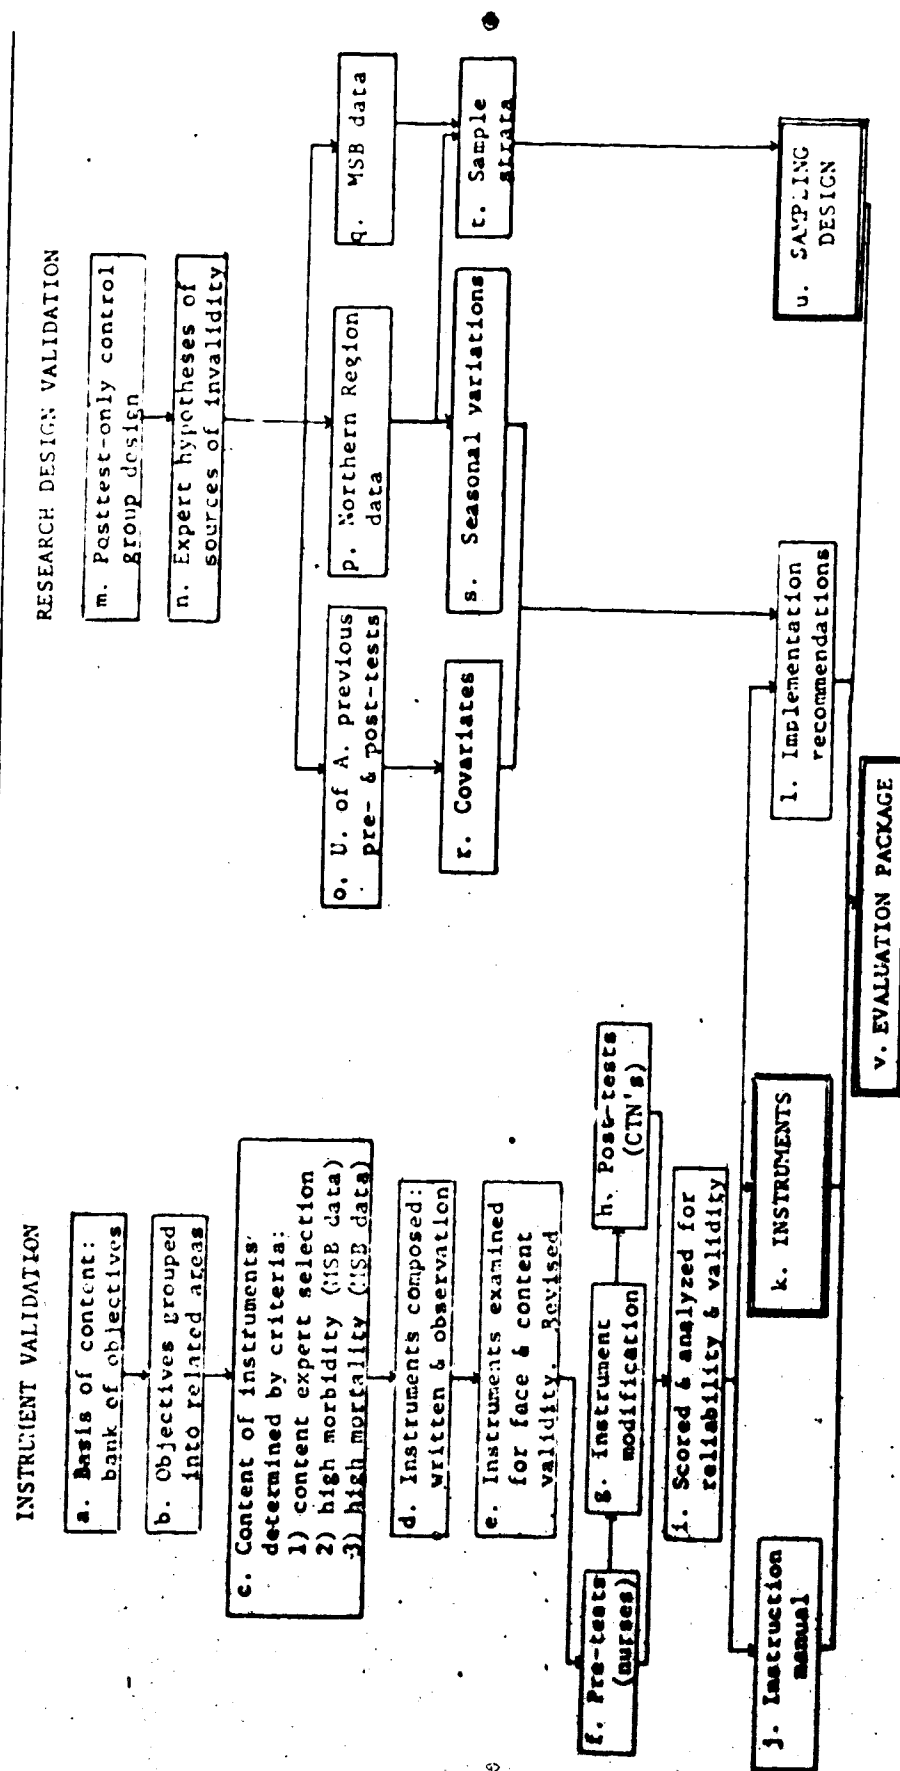 INSTRUMENT VALIDATION
a. Basis of content:
bank of objectives
b. Objectives grouped
into related areas
c. Content of instruments
determined by criteria:
1) content expert selection
2) high morbidity (MSB data)
3) high mortality (MSB data)
d. Instruments composed:
written & observation
e. Instruments examined
for face & content
validity. Revised
f. Pre-tests
(nurses)
g. Instrument
modification
h. Post-tests
(CTN's)
i. Scored & analyzed for
reliability & validity
j. Instruction
manual
k. INSTRUMENTS
l. Implementation
recommendations
RESEARCH DESIGN VALIDATION
m. Posttest-only control
group design
n. Expert hypotheses of
sources of invalidity
o. U. of A. previous
pre- & post-tests
p. Northern Region
data
q. MSB data
r. Covariates
s. Seasonal variations
t. Sample
strata
u. SAMPLING
DESIGN
v. EVALUATION PACKAGE